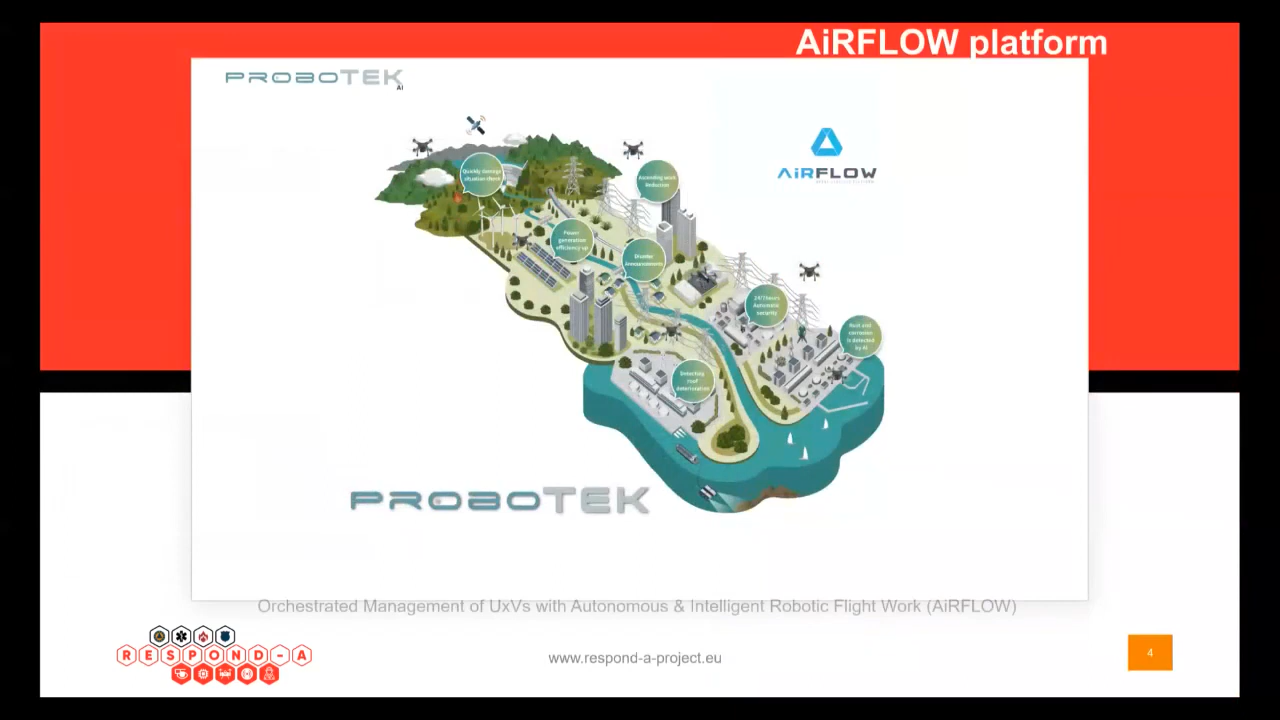 AiRFLOW platform
PROBOTEK
AI
AiRFLOW
Quickly damage
situation check
Ascending work
Reduction
Power
generation
efficiency up
Disaster
Announcement
24/7hours
Automatic
security
Rust and
corrosion
is detected
by AI
Detecting
roof
deterioration
PROBOTEK
Orchestrated Management of UxVs with Autonomous & Intelligent Robotic Flight Work (AiRFLOW)
RESPOND-A
www.respond-a-project.eu
4